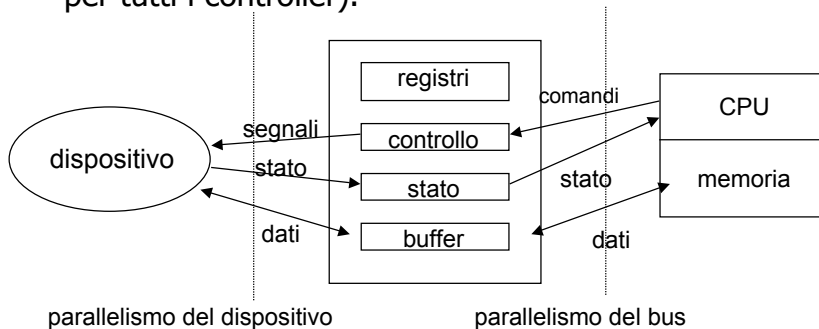 per tutti i controller).
registri
comandi
CPU
segnali
controllo
dispositivo
stato
stato
stato
memoria
dati
buffer
dati
parallelismo del dispositivo
parallelismo del bus